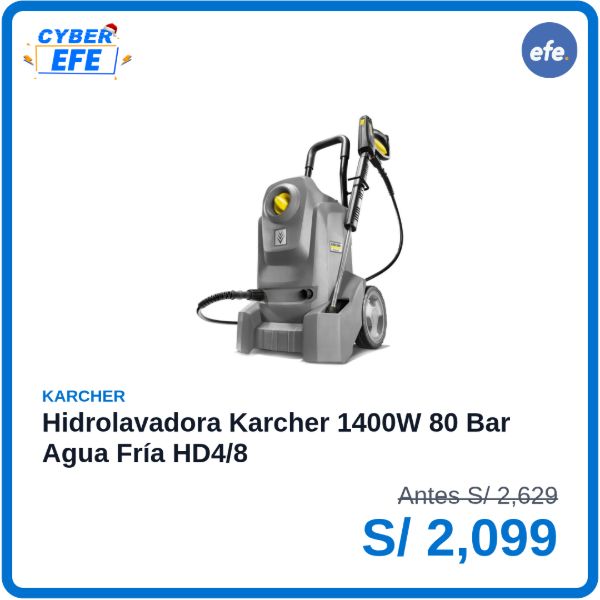 CYBER
EFE
efe.
KARCHER
Hidrolavadora Karcher 1400W 80 Bar
Agua Fría HD4/8
Antes S/ 2,629
S/ 2,099